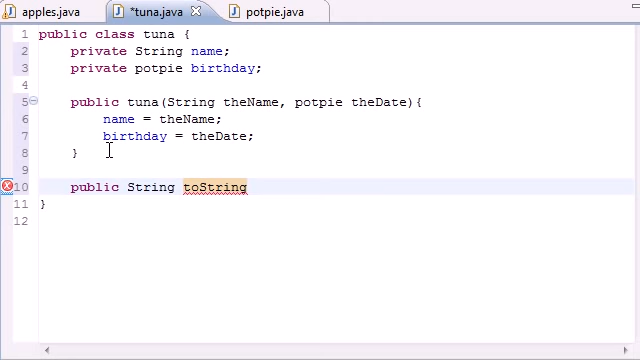 apples.java *tuna.java potpie.java
1 public class tuna {
2 private String name;
3 private potpie birthday;
4
5 public tuna(String theName, potpie theDate){
6 name = theName;
7 birthday = theDate;
8 }
9
10 public String toString
11 }
12